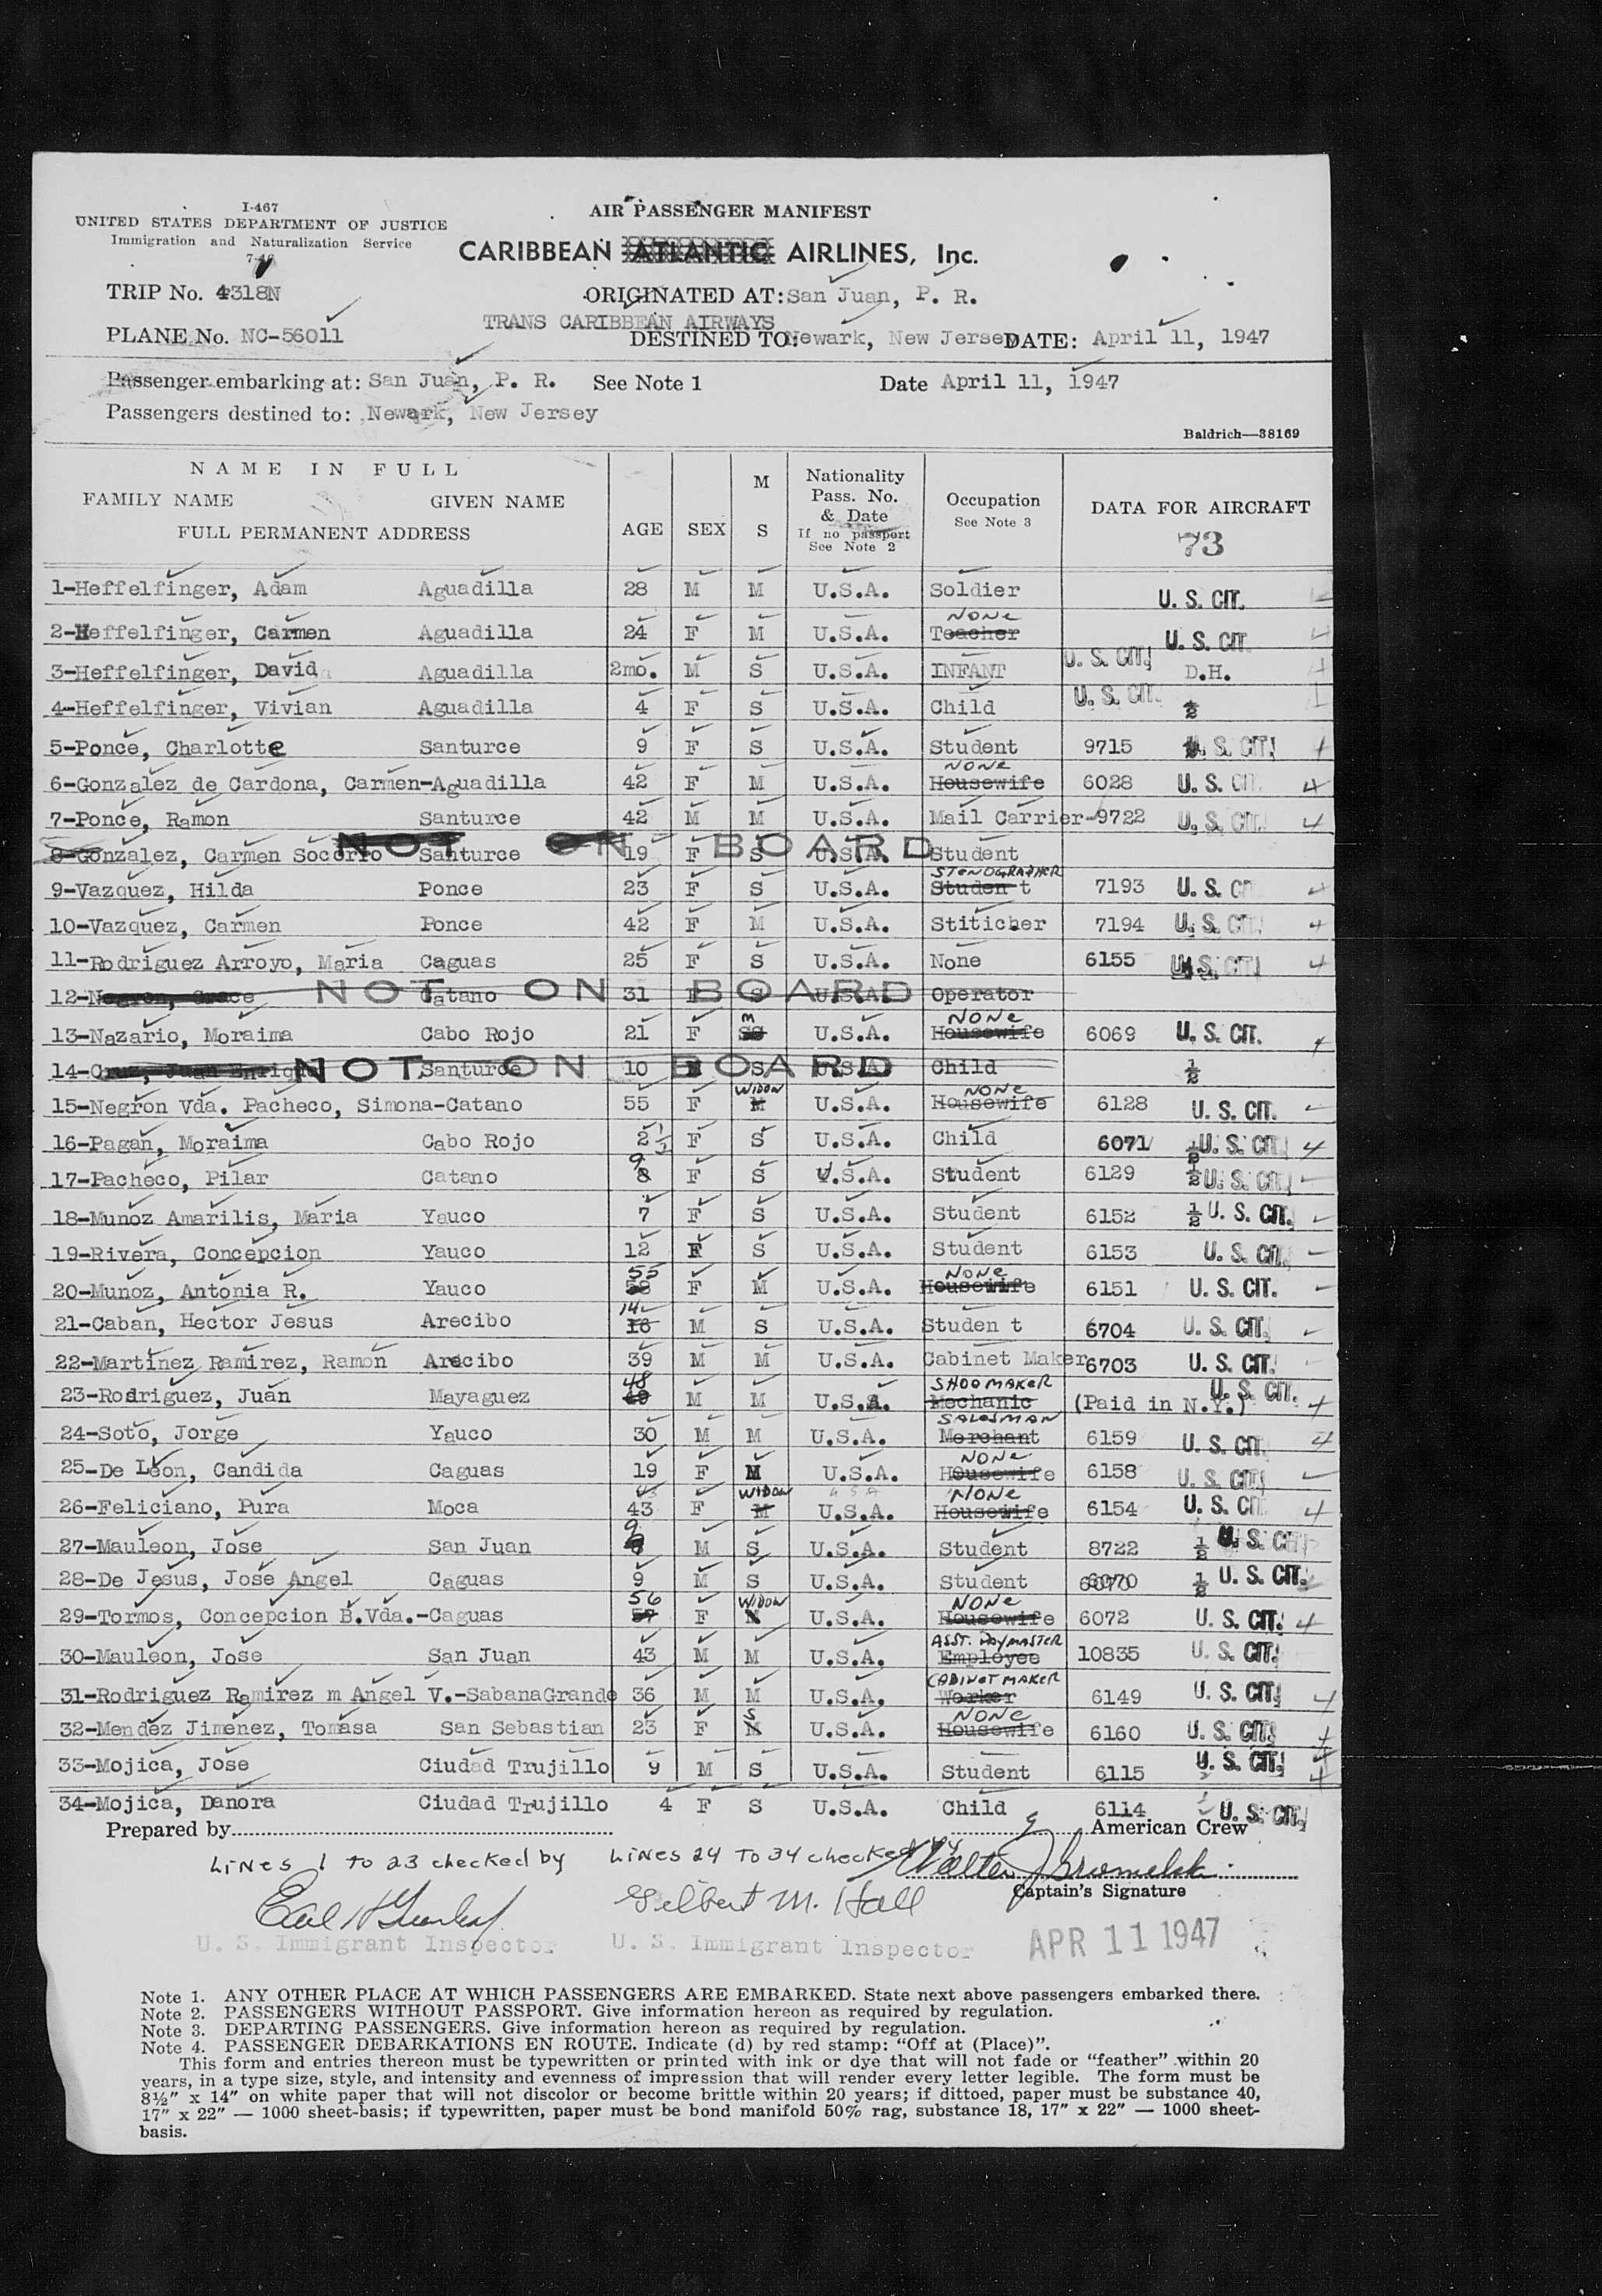 I-467
UNITED STATES DEPARTMENT OF JUSTICE
Immigration and Naturalization Service
AIR PASSENGER MANIFEST
CARIBBEAN ATLANTIC AIRLINES, Inc.
TRIP No. 4318N
ORIGINATED AT: San Juan, P. R.
TRANS CARIBBEAN AIRWAYS
PLANE No. NC-56011 DESTINED TO: Newark, New Jersey DATE: April 11, 1947
Passenger embarking at: San Juan, P. R. See Note 1 Date April 11, 1947
Passengers destined to: Newark, New Jersey
Baldrich—38169
NAME IN FULL
FAMILY NAME GIVEN NAME
FULL PERMANENT ADDRESS
AGE SEX M S
Nationality
Pass. No.
& Date
If no passport
See Note 2
Occupation
See Note 3
DATA FOR AIRCRAFT
73
1-Heffelfinger, Adam Aguadilla 28 M M U.S.A. Soldier U. S. CIT.
NONE
2-Heffelfinger, Carmen Aguadilla 24 F M U.S.A. Teacher U. S. CIT.
3-Heffelfinger, David Aguadilla 2mo. M S U.S.A. INFANT U. S. CIT. D.H.
4-Heffelfinger, Vivian Aguadilla 4 F S U.S.A. Child U. S. CIT. ½
5-Ponce, Charlotte Santurce 9 F S U.S.A. Student 9715 U. S. CIT.
NONE
6-Gonzalez de Cardona, Carmen-Aguadilla 42 F M U.S.A. Housewife 6028 U. S. CIT.
7-Ponce, Ramon Santurce 42 M M U.S.A. Mail Carrier-9722 U. S. CIT.
NOT ON BOARD
8-Gonzalez, Carmen Socorro Santurce 19 F S U.S.A. Student
STENOGRAPHER
9-Vazquez, Hilda Ponce 23 F S U.S.A. Studen t 7193 U. S. CIT.
10-Vazquez, Carmen Ponce 42 F M U.S.A. Stiticher 7194 U. S. CIT.
11-Rodriguez Arroyo, Maria Caguas 25 F S U.S.A. None 6155 U. S. CIT.
12-Negron, Grace NOT ON BOARD Catano 31 F S U.S.A. Operator
M NONE
13-Nazario, Moraima Cabo Rojo 21 F SS U.S.A. Housewife 6069 U. S. CIT.
14-Cruz, Juan Enrique NOT ON BOARD Santurce 10 S U.S.A. Child ½
WIDOW NONE
15-Negron Vda. Pacheco, Simona-Catano 55 F M U.S.A. Housewife 6128 U. S. CIT.
16-Pagan, Moraima Cabo Rojo 2½ F S U.S.A. Child 6071 ½ U. S. CIT.
9
17-Pacheco, Pilar Catano 8 F S U.S.A. Student 6129 ½ U. S. CIT.
18-Munoz Amarilis, Maria Yauco 7 F S U.S.A. Student 6152 ½ U. S. CIT.
19-Rivera, Concepcion Yauco 12 F S U.S.A. Student 6153 U. S. CIT.
55 NONE
20-Munoz, Antonia R. Yauco 58 F M U.S.A. Housewife 6151 U. S. CIT.
14
21-Caban, Hector Jesus Arecibo 16 M S U.S.A. Studen t 6704 U. S. CIT.
22-Martinez Ramirez, Ramon Arecibo 39 M M U.S.A. Cabinet Maker 6703 U. S. CIT.
48 SHOOMAKER
23-Rodriguez, Juan Mayaguez 49 M M U.S.A. Mechanic (Paid in N.Y.) U. S. CIT.
SALESMAN
24-Soto, Jorge Yauco 30 M M U.S.A. Merchant 6159 U. S. CIT.
NONE
25-De Leon, Candida Caguas 19 F M U.S.A. Housewife 6158 U. S. CIT.
43 WIDOW USA NONE
26-Feliciano, Pura Moca 43 F M U.S.A. Housewife 6154 U. S. CIT.
9
27-Mauleon, Jose San Juan M S U.S.A. Student 8722 ½ U. S. CIT.
28-De Jesus, Jose Angel Caguas 9 M S U.S.A. Student 6070 ½ U. S. CIT.
56 WIDOW NONE
29-Tormos, Concepcion B.Vda.-Caguas 57 F M U.S.A. Housewife 6072 U. S. CIT.
ASST. PAYMASTER
30-Mauleon, Jose San Juan 43 M M U.S.A. Employee 10835 U. S. CIT.
CABINET MAKER
31-Rodriguez Ramirez m Angel V.-SabanaGrande 36 M M U.S.A. Worker 6149 U. S. CIT.
S NONE
32-Mendez Jimenez, Tomasa San Sebastian 23 F M U.S.A. Housewife 6160 U. S. CIT.
33-Mojica, Jose Ciudad Trujillo 9 M S U.S.A. Student 6115 U. S. CIT.
34-Mojica, Danora Ciudad Trujillo 4 F S U.S.A. Child 6114 U. S. CIT.
Prepared by American Crew
LINES 1 TO 23 checked by LINES 24 TO 34 checked by
Captain's Signature
Gilbert M. Hall
U. S. Immigrant Inspector U. S. Immigrant Inspector APR 11 1947
Note 1. ANY OTHER PLACE AT WHICH PASSENGERS ARE EMBARKED. State next above passengers embarked there.
Note 2. PASSENGERS WITHOUT PASSPORT. Give information hereon as required by regulation.
Note 3. DEPARTING PASSENGERS. Give information hereon as required by regulation.
Note 4. PASSENGER DEBARKATIONS EN ROUTE. Indicate (d) by red stamp: "Off at (Place)".
This form and entries thereon must be typewritten or printed with ink or dye that will not fade or "feather" within 20
years, in a type size, style, and intensity and evenness of impression that will render every letter legible. The form must be
8½" x 14" on white paper that will not discolor or become brittle within 20 years; if dittoed, paper must be substance 40,
17" x 22" — 1000 sheet-basis; if typewritten, paper must be bond manifold 50% rag, substance 18, 17" x 22" — 1000 sheet-
basis.